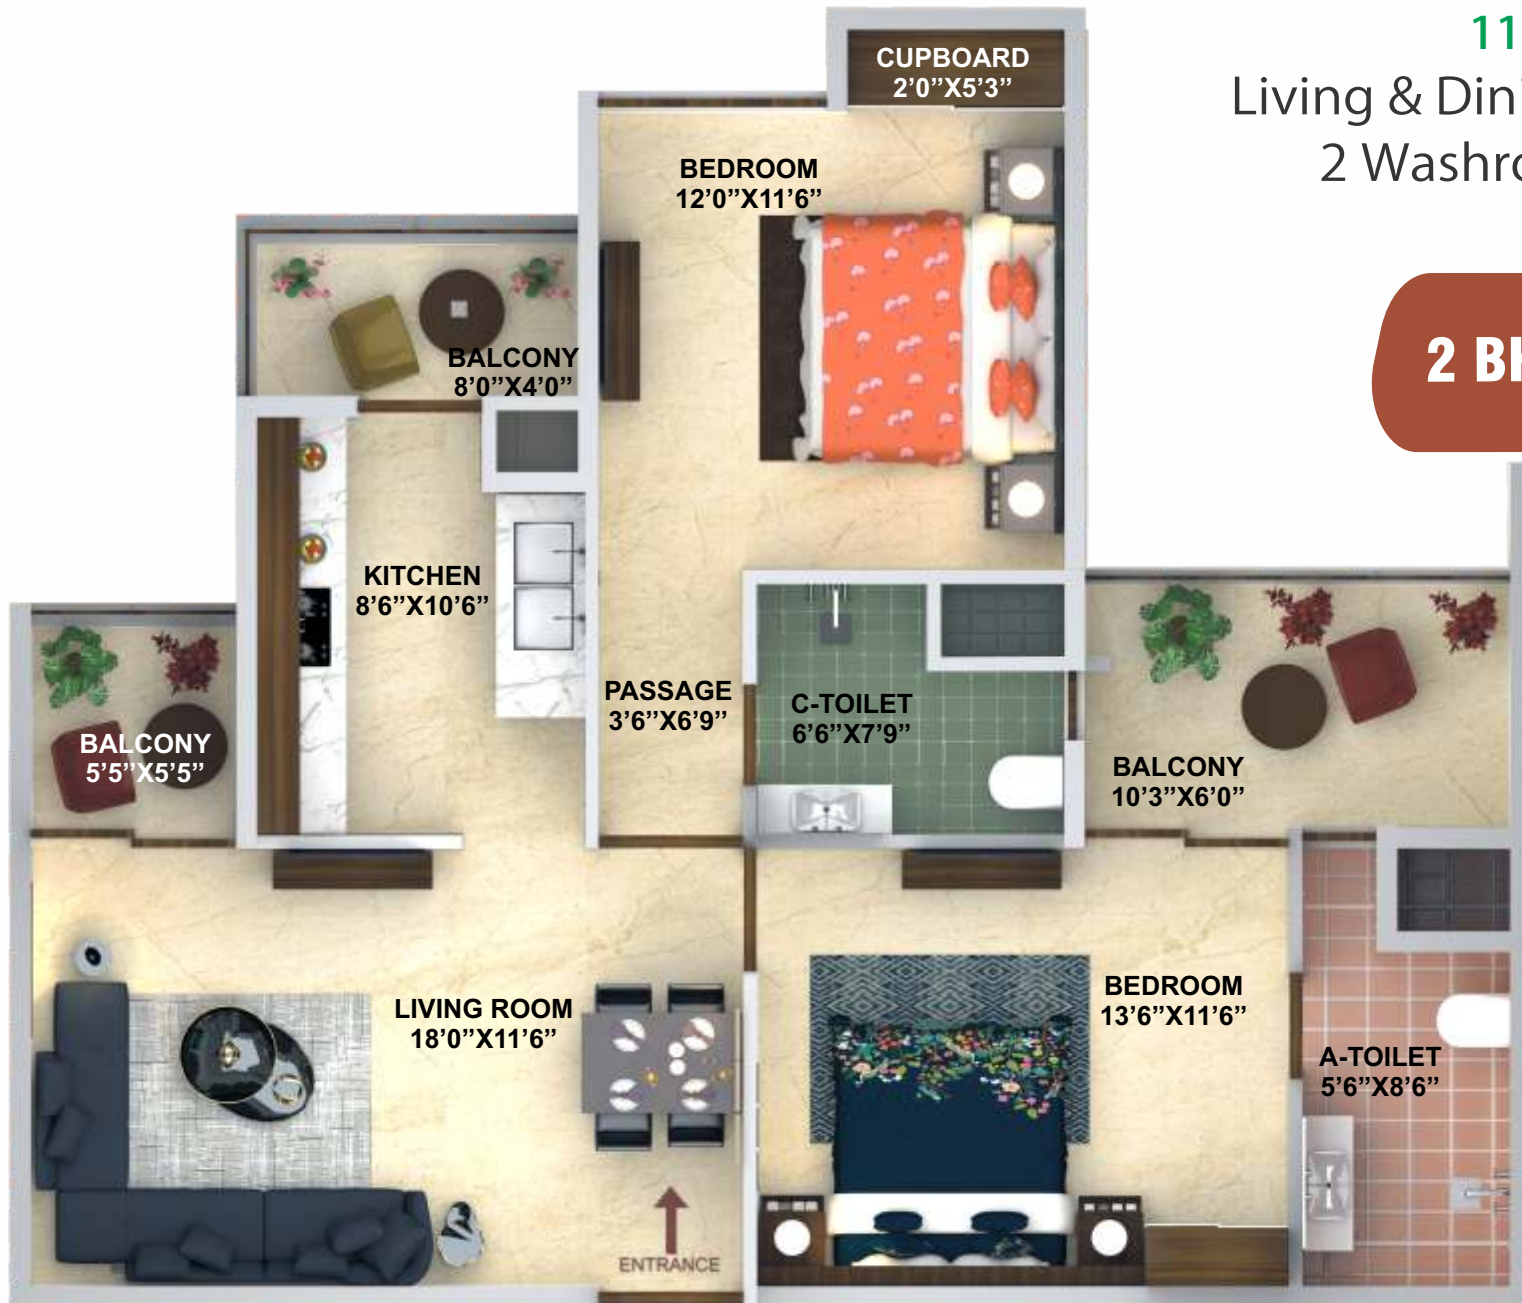 11
Living & Din
2 Washro
2 BH
CUPBOARD
2'0”X5'3”
BEDROOM
12'0”X11'6”
BALCONY
8'0”X4'0”
KITCHEN
8'6”X10'6”
PASSAGE
3'6”X6'9”
C-TOILET
6'6”X7'9”
BALCONY
5'5”X5'5”
BALCONY
10'3”X6'0”
LIVING ROOM
18'0”X11'6”
BEDROOM
13'6”X11'6”
A-TOILET
5'6”X8'6”
ENTRANCE